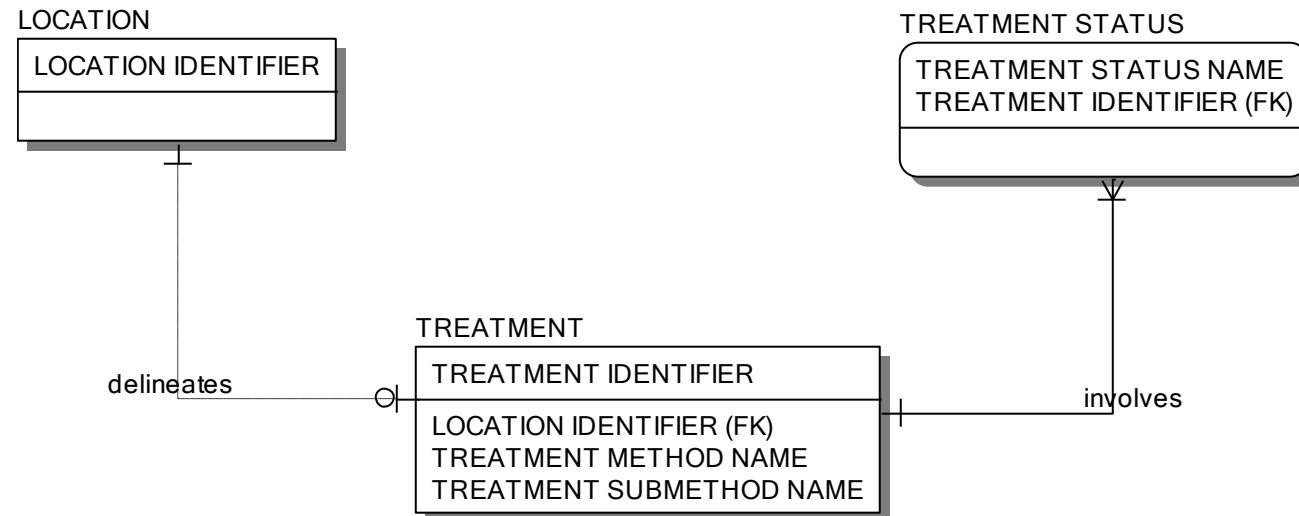 LOCATION
LOCATION IDENTIFIER
TREATMENT STATUS
TREATMENT STATUS NAME
TREATMENT IDENTIFIER (FK)
delineates
TREATMENT
TREATMENT IDENTIFIER
LOCATION IDENTIFIER (FK)
TREATMENT METHOD NAME
TREATMENT SUBMETHOD NAME
involves